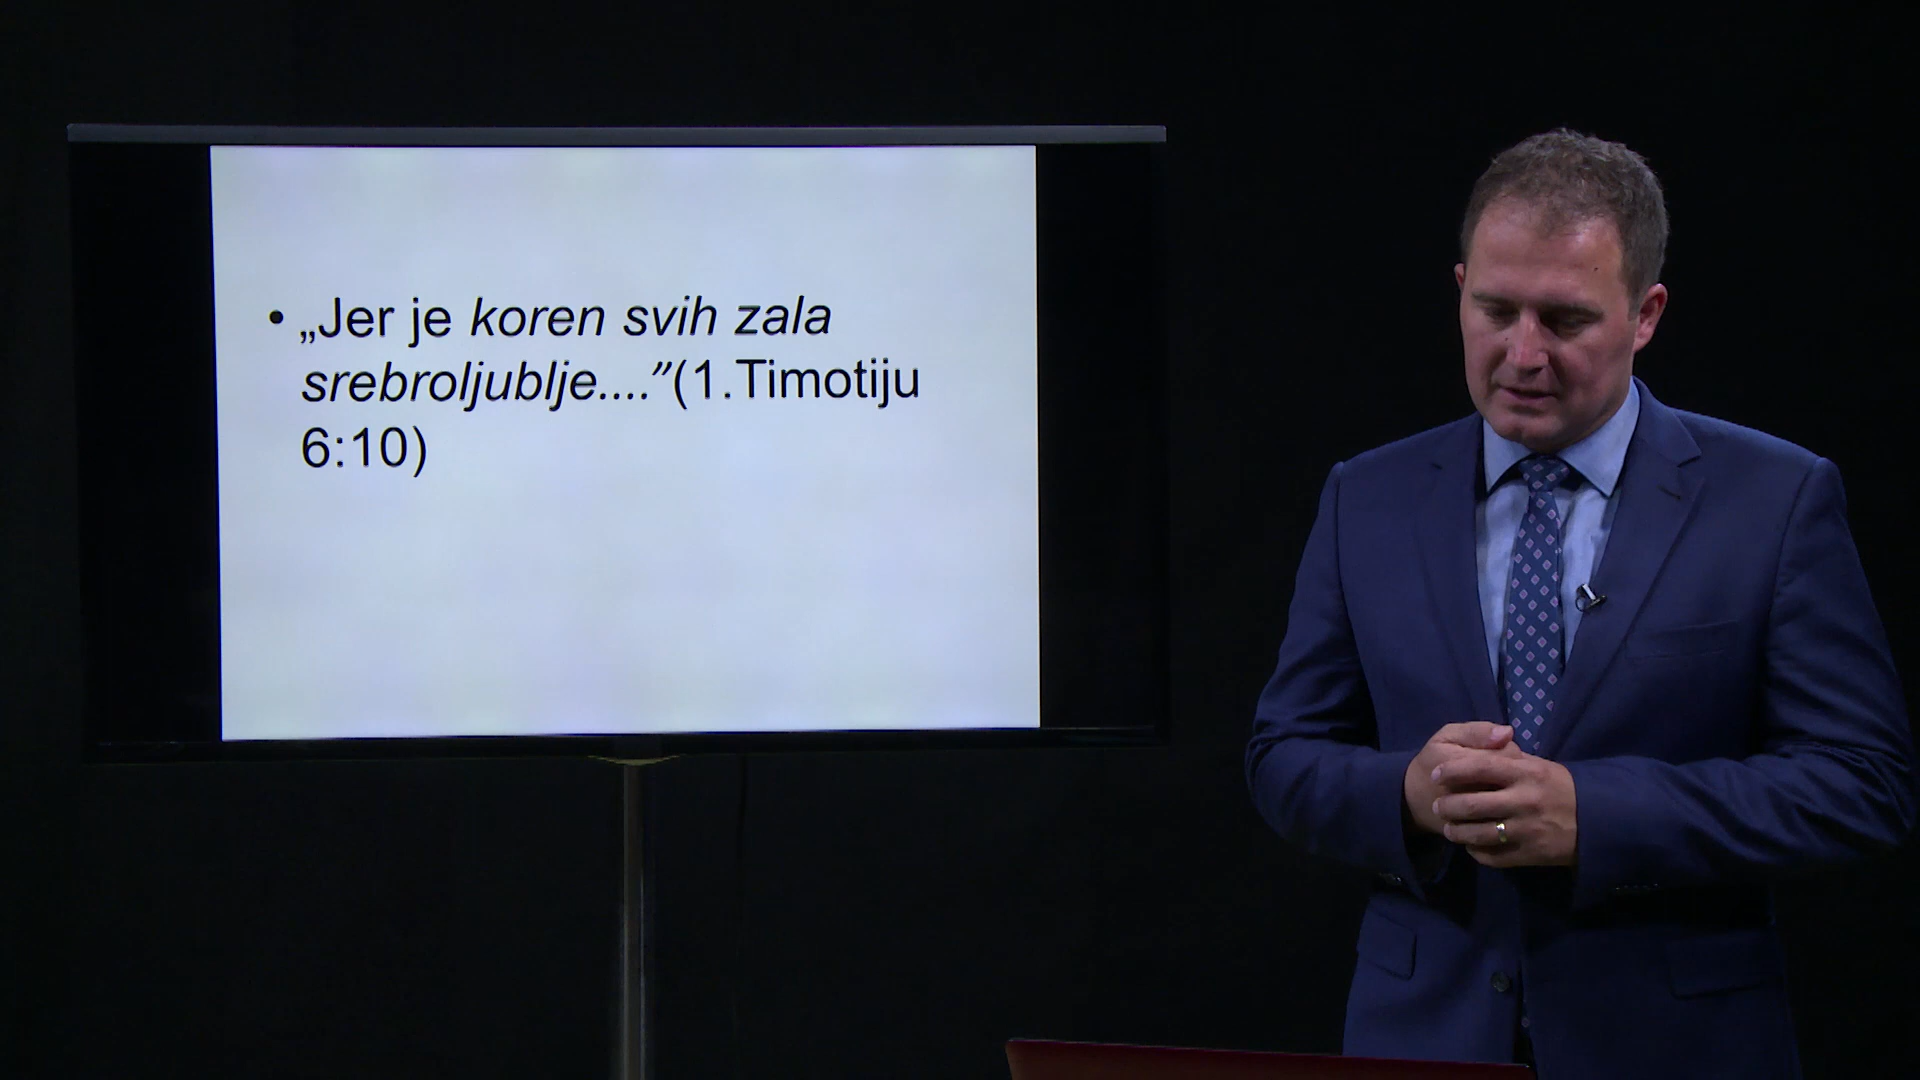 • „Jer je koren svih zala
srebroljublje....”(1.Timotiju
6:10)